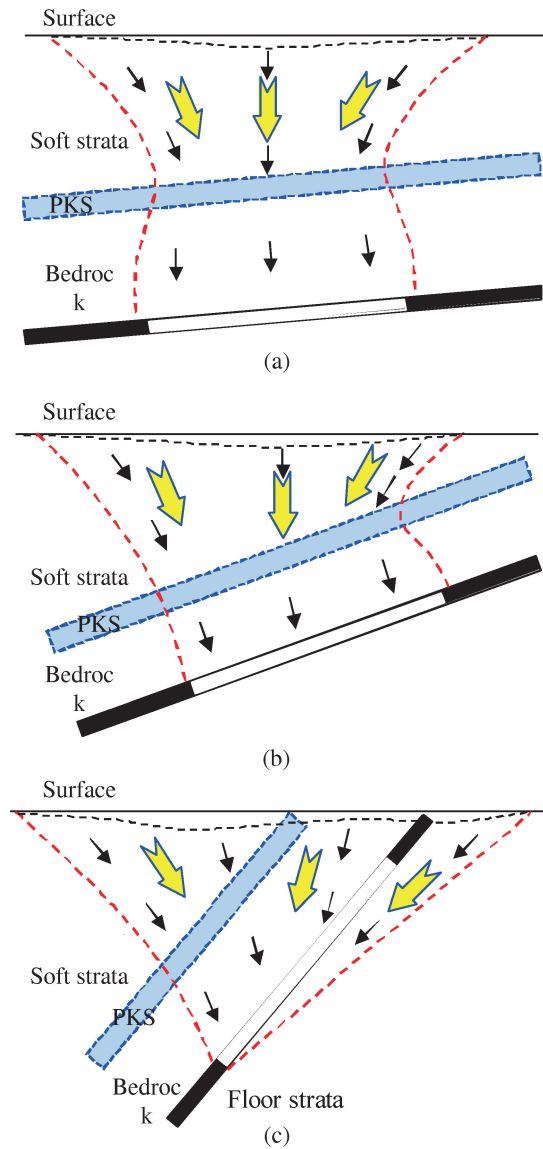 Surface
Soft strata
PKS
Bedroc
k
(a)
Surface
Soft strata
PKS
Bedroc
k
(b)
Surface
Soft strata
PKS
Bedroc
k
Floor strata
(c)